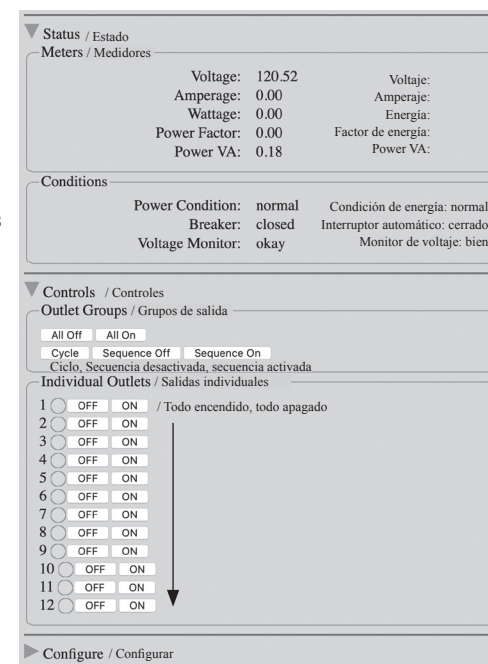 Status / Estado
Meters / Medidores
Voltage: 120.52 Voltaje:
Amperage: 0.00 Amperaje:
Wattage: 0.00 Energía:
Power Factor: 0.00 Factor de energía:
Power VA: 0.18 Power VA:
Conditions
Power Condition: normal Condición de energía: normal
Breaker: closed Interruptor automático: cerrado
Voltage Monitor: okay Monitor de voltaje: bien
Controls / Controles
Outlet Groups / Grupos de salida
All Off All On
Cycle Sequence Off Sequence On
Ciclo, Secuencia desactivada, secuencia activada
Individual Outlets / Salidas individuales
1 OFF ON / Todo encendido, todo apagado
2 OFF ON
3 OFF ON
4 OFF ON
5 OFF ON
6 OFF ON
7 OFF ON
8 OFF ON
9 OFF ON
10 OFF ON
11 OFF ON
12 OFF ON
Configure / Configurar